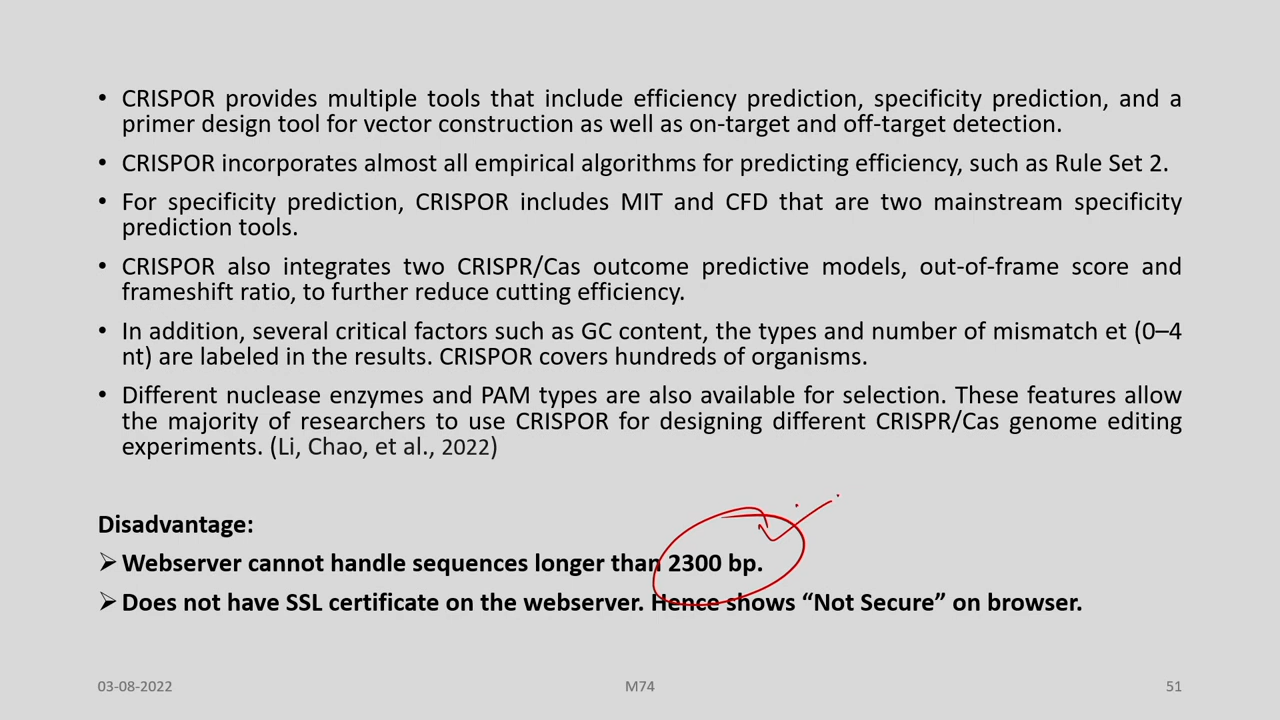 • CRISPOR provides multiple tools that include efficiency prediction, specificity prediction, and a
primer design tool for vector construction as well as on-target and off-target detection.
• CRISPOR incorporates almost all empirical algorithms for predicting efficiency, such as Rule Set 2.
• For specificity prediction, CRISPOR includes MIT and CFD that are two mainstream specificity
prediction tools.
• CRISPOR also integrates two CRISPR/Cas outcome predictive models, out-of-frame score and
frameshift ratio, to further reduce cutting efficiency.
• In addition, several critical factors such as GC content, the types and number of mismatch et (0–4
nt) are labeled in the results. CRISPOR covers hundreds of organisms.
• Different nuclease enzymes and PAM types are also available for selection. These features allow
the majority of researchers to use CRISPOR for designing different CRISPR/Cas genome editing
experiments. (Li, Chao, et al., 2022)
Disadvantage:
➢ Webserver cannot handle sequences longer than 2300 bp.
➢ Does not have SSL certificate on the webserver. Hence shows “Not Secure” on browser.
03-08-2022
M74
51